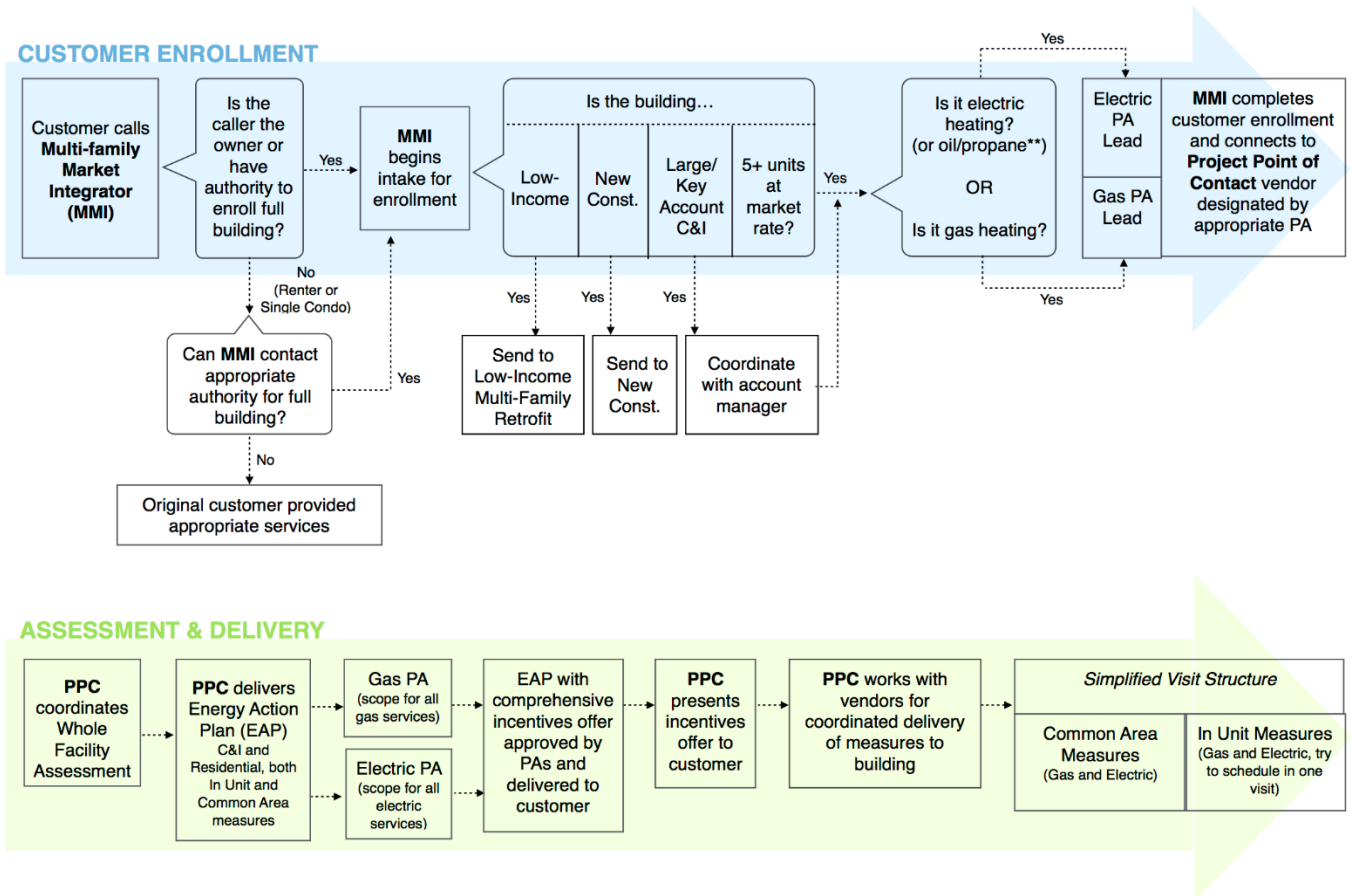 CUSTOMER ENROLLMENT
Customer calls
Multi-family
Market
Integrator
(MMI)
Is the
caller the
owner or
have
authority to
enroll full
building?
Yes
No
(Renter or
Single Condo)
Can MMI contact
appropriate
authority for full
building?
Yes
No
Original customer provided
appropriate services
MMI
begins
intake for
enrollment
Is the building…
Low-
Income
New
Const.
Large/
Key
Account
C&I
5+ units
at
market
rate?
Yes
Yes
Yes
Yes
Send to
Low-Income
Multi-Family
Retrofit
Send to
New
Const.
Coordinate
with account
manager
Is it electric
heating?
(or oil/propane**)
OR
Is it gas heating?
Yes
Yes
Electric
PA
Lead
Gas PA
Lead
MMI completes
customer enrollment
and connects to
Project Point of
Contact vendor
designated by
appropriate PA
ASSESSMENT & DELIVERY
PPC
coordinates
Whole
Facility
Assessment
PPC delivers
Energy Action
Plan (EAP)
C&I and
Residential, both
In Unit and
Common Area
measures
Gas PA
(scope for all
gas services)
Electric PA
(scope for all
electric
services)
EAP with
comprehensive
incentives offer
approved by
PAs and
delivered to
customer
PPC
presents
incentives
offer to
customer
PPC works with
vendors for
coordinated delivery
of measures to
building
Simplified Visit Structure
Common Area
Measures
(Gas and Electric)
In Unit Measures
(Gas and Electric, try
to schedule in one
visit)